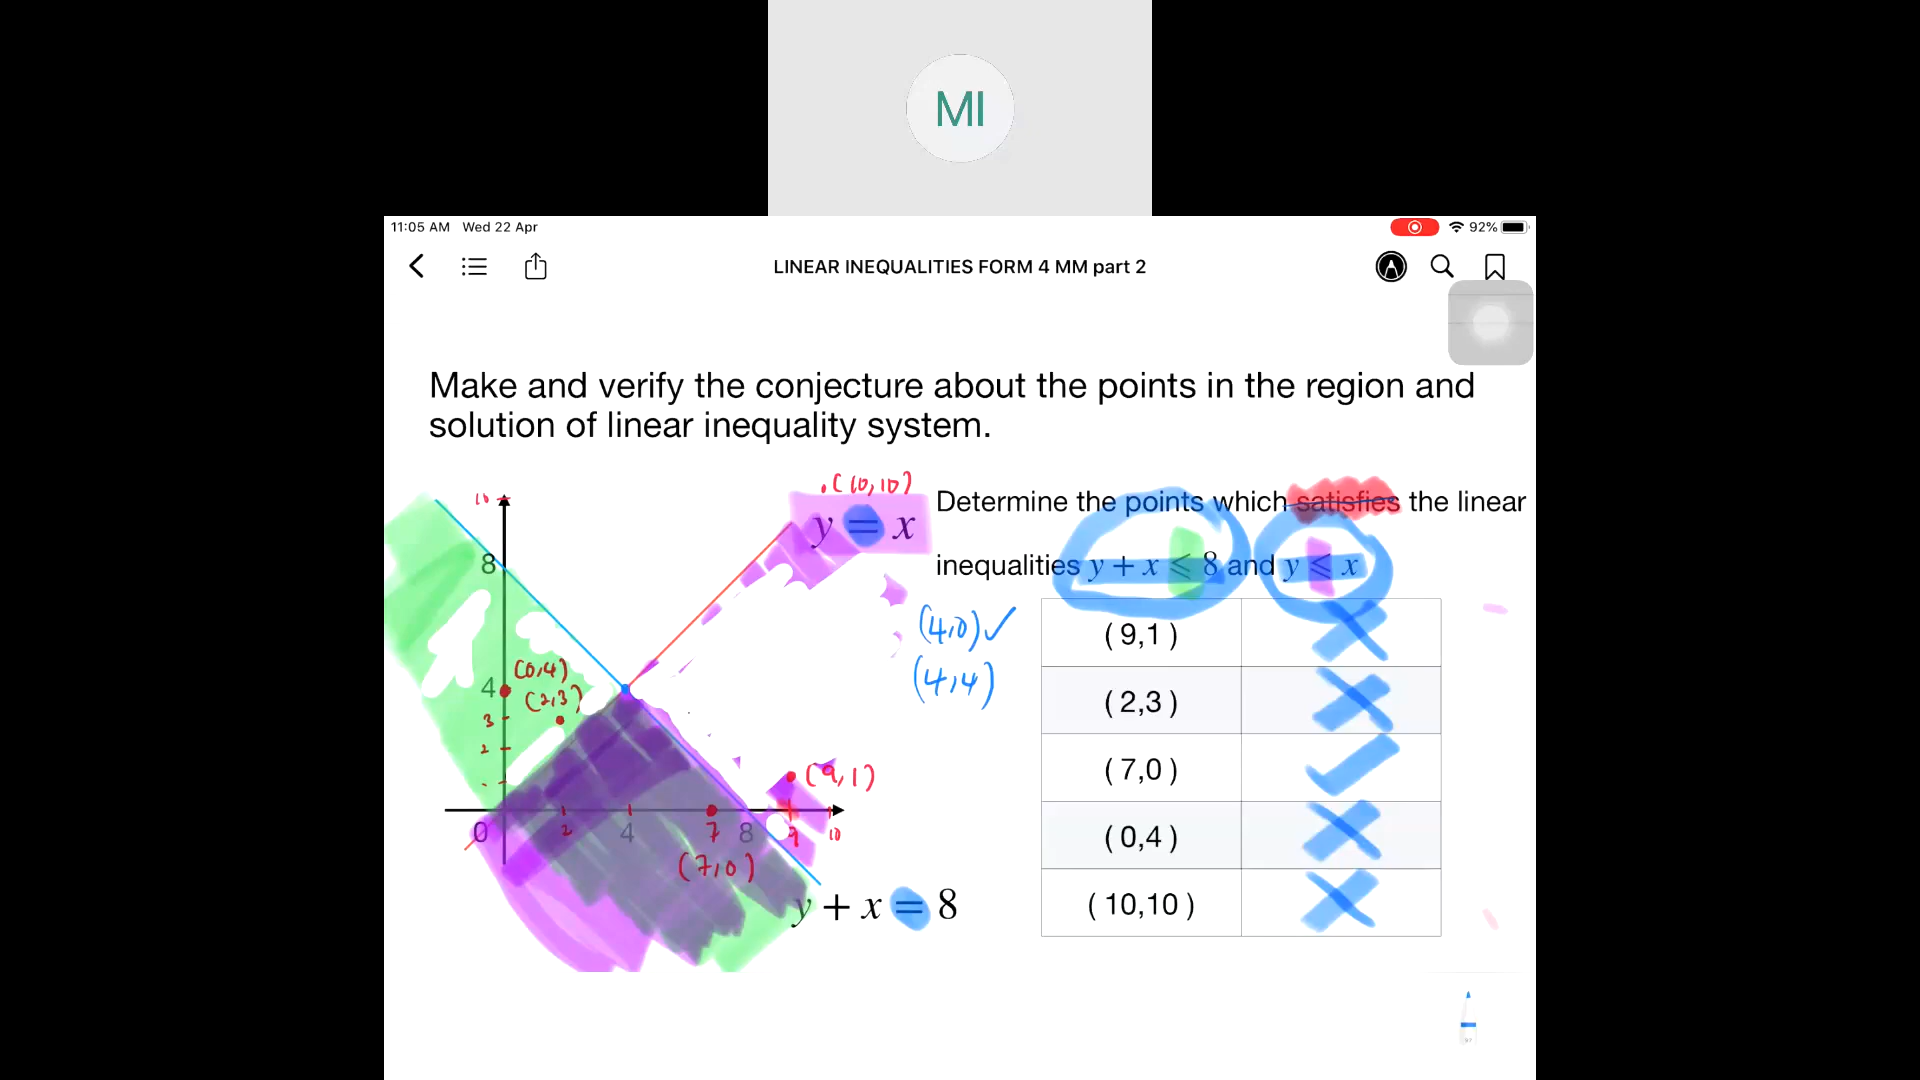 MI
11:05 AM Wed 22 Apr
92%
LINEAR INEQUALITIES FORM 4 MM part 2
Make and verify the conjecture about the points in the region and
solution of linear inequality system.
Determine the points which satisfies the linear
inequalities y + x ⩽ 8 and y ⩽ x
.(10,10)
y = x
10
8
4
3
2
(0,4)
(2,3)
(9,1)
0
2
4
7
8
9
10
(7,0)
y + x = 8
(4,0) ✓
(4,4)
( 9,1 ) ✗
( 2,3 ) ✗
( 7,0 ) ✓
( 0,4 ) ✗
( 10,10 ) ✗